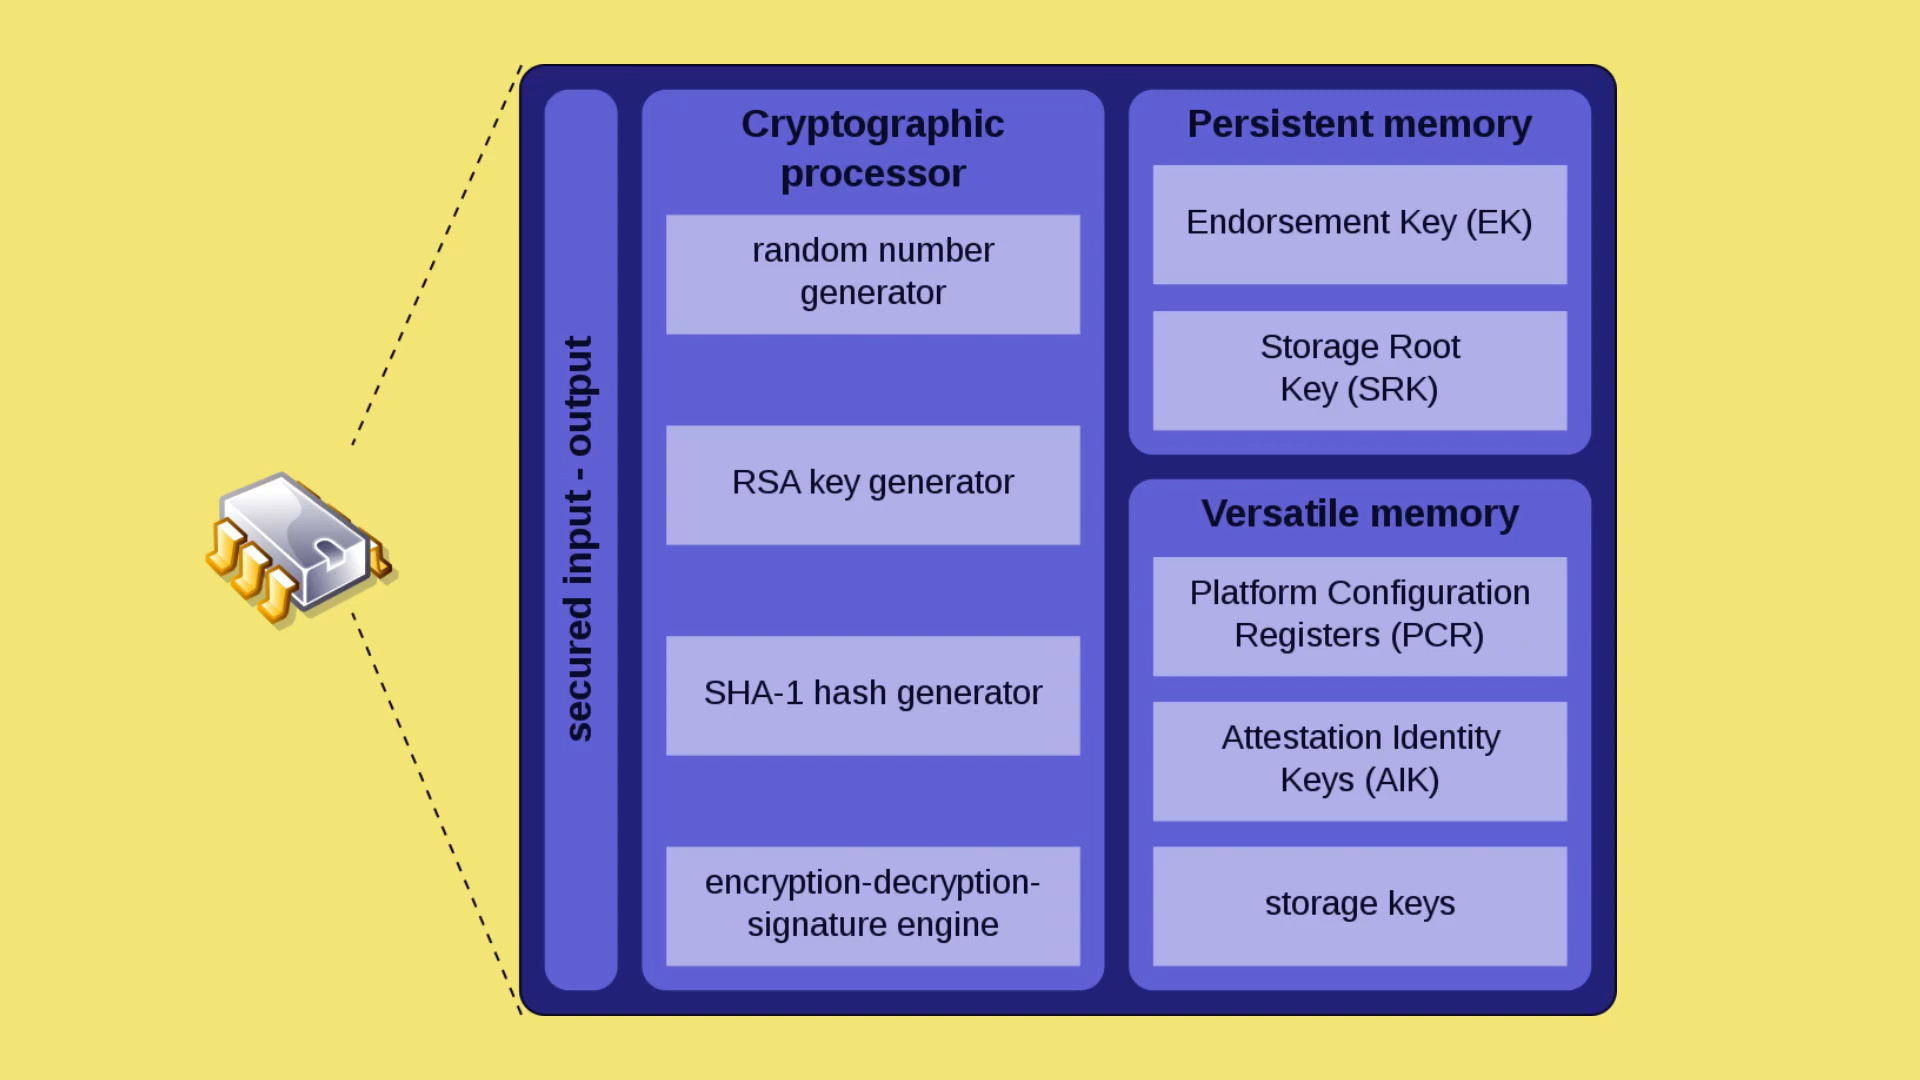 secured input - output
Cryptographic
processor
random number
generator
RSA key generator
SHA-1 hash generator
encryption-decryption-
signature engine
Persistent memory
Endorsement Key (EK)
Storage Root
Key (SRK)
Versatile memory
Platform Configuration
Registers (PCR)
Attestation Identity
Keys (AIK)
storage keys